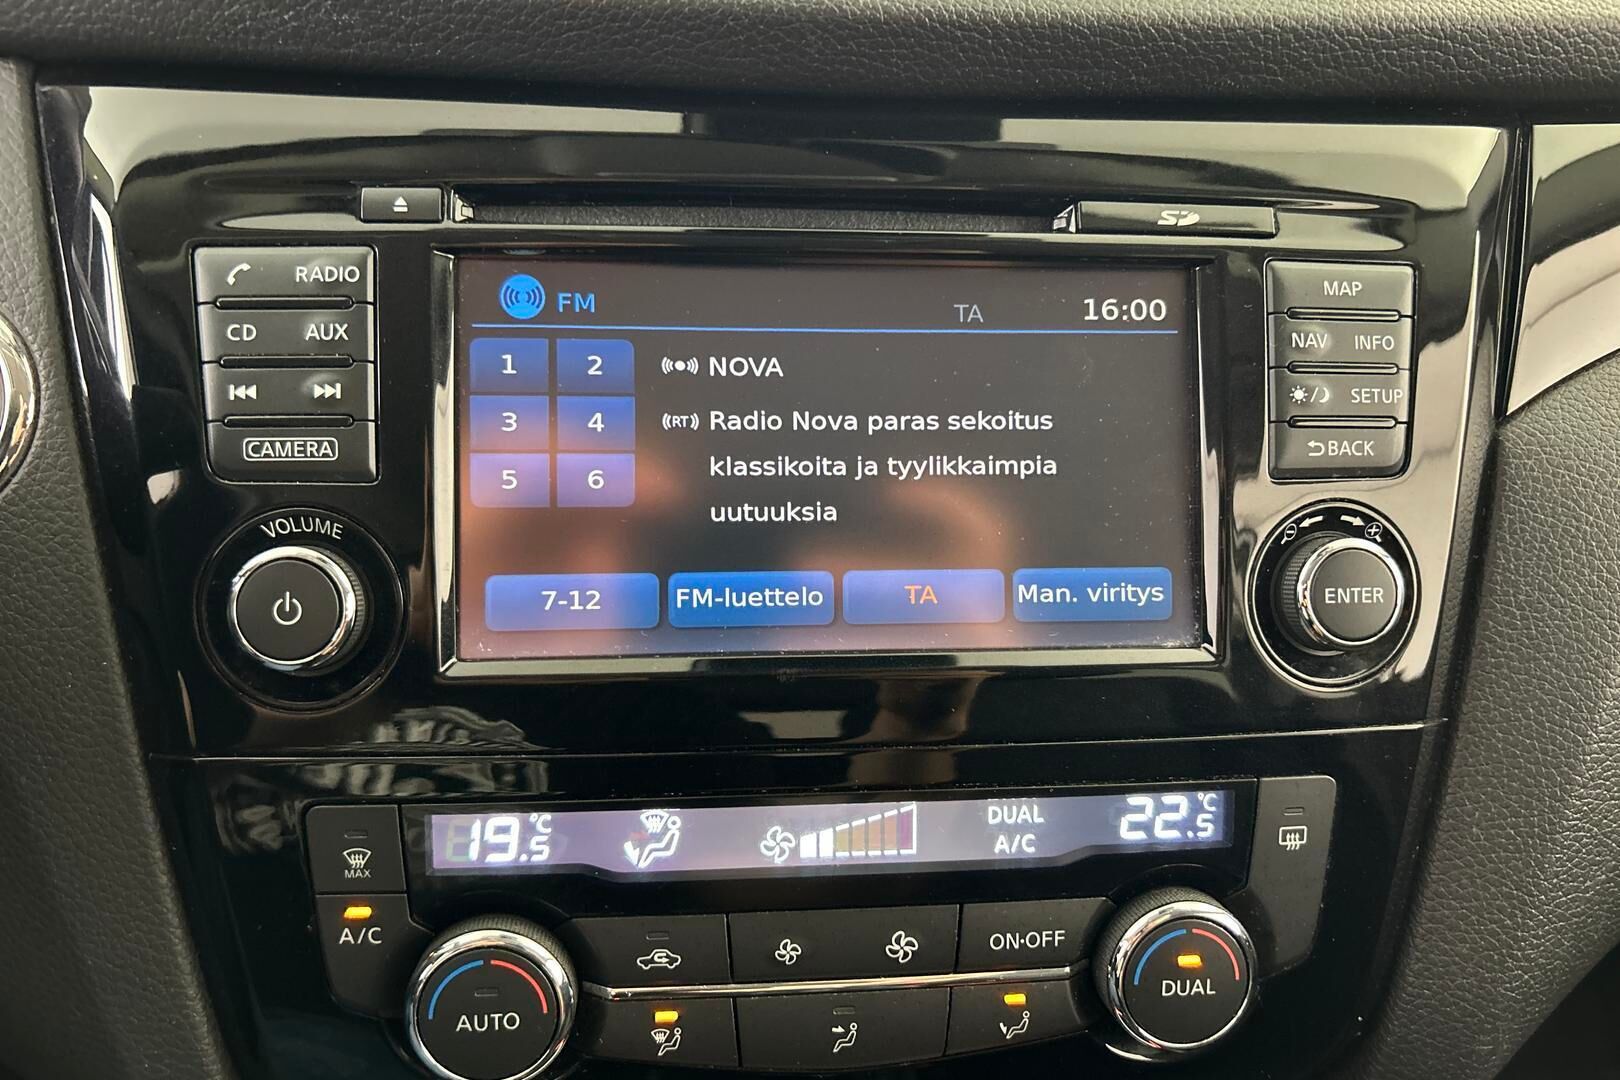 SD
RADIO
CD AUX
CAMERA
VOLUME
FM
TA
16:00
1 2
3 4
5 6
NOVA
RT Radio Nova paras sekoitus
klassikoita ja tyylikkaimpia
uutuuksia
7-12 FM-luettelo TA Man. viritys
MAP
NAV INFO
SETUP
BACK
ENTER
19.5°C
DUAL
A/C
22.5°C
MAX
A/C
AUTO
ON·OFF
DUAL